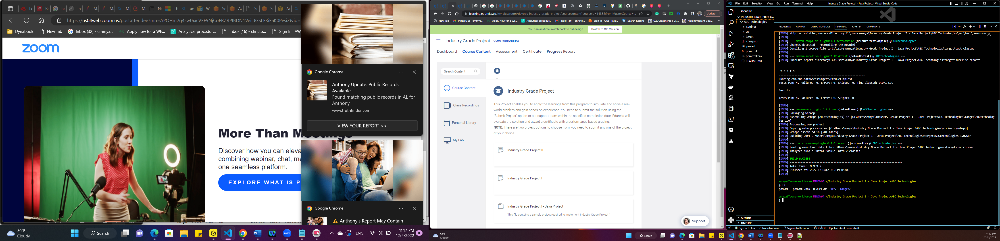 https://us04web.zoom.us/postattendee?mn=APOHm2g4swt6xcVEF9NjCoFRZRPIBDN1VeiiJGSLE3iEaK0PvsiZ&id=
Dynabook
New Tab
Inbox (32) - emmya...
Apply now for a WE...
Analytical procedur...
Inbox (16) - christo...
Sign In | AWS
zoom
More Than Meetings
Discover how you can eleva
combining webinar, chat, me
one seamless platform.
EXPLORE WHAT IS P
Google Chrome
Anthony Update: Public Records
Available
Found matching public records in AL for
Anthony
www.truthfinder.com
VIEW YOUR REPORT >>
Google Chrome
Anthony's Report May Contain
50°F
Cloudy
Search
ENG
11:17 PM
12/4/2022
10
learning.edureka.co/my-classroom/devops-industry-grade-project/coursecontent?courseId=1488&fromMasterCourse=...
Update
New Tab
Inbox (32) - emmya...
Apply now for a WE...
Analytical procedur...
Inbox (16) - christo...
Sign In | AWS Traini...
Search Results
U.S. Citizenship | US...
Nonimmigrant Visa...
You can anytime switch back to old design.
Switch to Old Version
Industry Grade Project
View Curriculum
Dashboard
Course Content
Assessment
Certificate
Progress Report
Search Content
Course Content
Class Recordings
Personal Library
My Lab
Industry Grade Project
This Project enables you to apply the learnings from this program to simulate and solve a real-
world problem and gain hands-on experience. You need to submit the solution using the
"Submit Project" option to our support team within the specified completion date. Edureka will
evaluate the solution and award a certificate with a performance based grading.
NOTE: There are two project options to choose from, you need to submit any one of the project
of your choice.
Industry Grade Project II
Industry Grade Project I
Industry Grade Project I - Java Project
This file contains a sample project required to implement Industry Grade Project 1.
Support
50°F
Cloudy
Search
File Edit Selection View Go Run Terminal Help
Industry Grade Project I - Java Project - Visual Studio Code
EXPLORER
INDUSTRY GRADE PROJEC...
ABC Technologies
.settings
src
target
.classpath
.project
pom.xml
pom.xml.bak
README.md
OUTLINE
TIMELINE
PROBLEMS OUTPUT DEBUG CONSOLE TERMINAL JUPYTER COMMENTS
bash
[INFO] skip non existing resourceDirectory C:\Users\emmya\Industry Grade Project I - Java Project\ABC Technologies\src\test\resources
[INFO]
[INFO] --- maven-compiler-plugin:3.1:testCompile (default-testCompile) @ ABCtechnologies ---
[INFO] Changes detected - recompiling the module!
[INFO] Compiling 1 source file to C:\Users\emmya\Industry Grade Project I - Java Project\ABC Technologies\target\test-classes
[INFO]
[INFO] --- maven-surefire-plugin:2.12.4:test (default-test) @ ABCtechnologies ---
[INFO] Surefire report directory: C:\Users\emmya\Industry Grade Project I - Java Project\ABC Technologies\target\surefire-reports
-------------------------------------------------------
T E S T S
-------------------------------------------------------
Running com.abc.dataAccessObject.ProductImpTest
Tests run: 4, Failures: 0, Errors: 0, Skipped: 0, Time elapsed: 0.071 sec
Results :
Tests run: 4, Failures: 0, Errors: 0, Skipped: 0
[INFO]
[INFO] --- maven-war-plugin:3.2.2:war (default-war) @ ABCtechnologies ---
[INFO] Packaging webapp
[INFO] Assembling webapp [ABCtechnologies] in [C:\Users\emmya\Industry Grade Project I - Java Project\ABC Technologies\target\ABCtechnolog
ies-1.0]
[INFO] Processing war project
[INFO] Copying webapp resources [C:\Users\emmya\Industry Grade Project I - Java Project\ABC Technologies\src\main\webapp]
[INFO] Webapp assembled in [781 msecs]
[INFO] Building war: C:\Users\emmya\Industry Grade Project I - Java Project\ABC Technologies\target\ABCtechnologies-1.0.war
[INFO]
[INFO] --- jacoco-maven-plugin:0.8.6:report (jacoco-site) @ ABCtechnologies ---
[INFO] Loading execution data file C:\Users\emmya\Industry Grade Project I - Java Project\ABC Technologies\target\jacoco.exec
[INFO] Analyzed bundle 'RetailModule' with 2 classes
[INFO] ------------------------------------------------------------------------
[INFO] BUILD SUCCESS
[INFO] ------------------------------------------------------------------------
[INFO] Total time: 9.959 s
[INFO] Finished at: 2022-12-04T23:15:19-05:00
[INFO] ------------------------------------------------------------------------
emmya@Tzone-workhorse MINGW64 ~/Industry Grade Project I - Java Project/ABC Technologies
$ ls
pom.xml pom.xml.bak README.md src/ target/
emmya@Tzone-workhorse MINGW64 ~/Industry Grade Project I - Java Project/ABC Technologies
$
Sign in to Jira
No active issue
Sign in to Bitbucket
0 0
Pipelines (not connected)
11:17 PM
12/4/2022